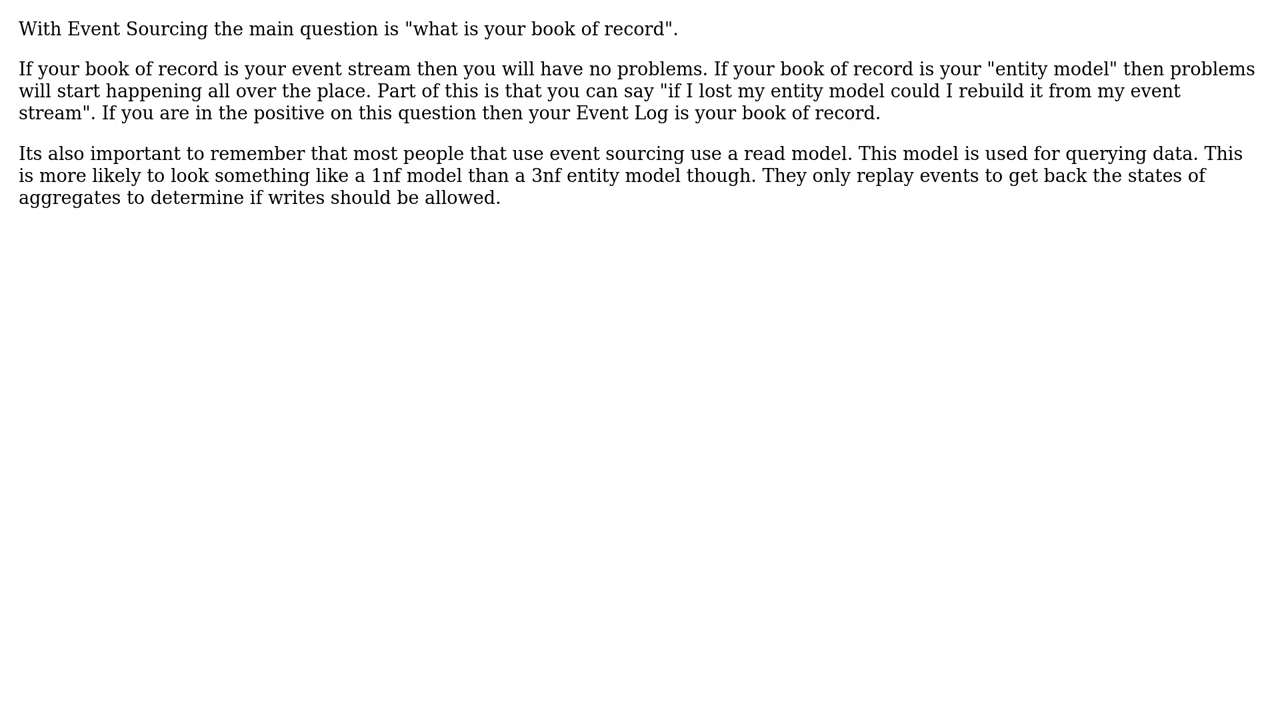 With Event Sourcing the main question is "what is your book of record".
If your book of record is your event stream then you will have no problems. If your book of record is your "entity model" then problems
will start happening all over the place. Part of this is that you can say "if I lost my entity model could I rebuild it from my event
stream". If you are in the positive on this question then your Event Log is your book of record.
Its also important to remember that most people that use event sourcing use a read model. This model is used for querying data. This
is more likely to look something like a 1nf model than a 3nf entity model though. They only replay events to get back the states of
aggregates to determine if writes should be allowed.